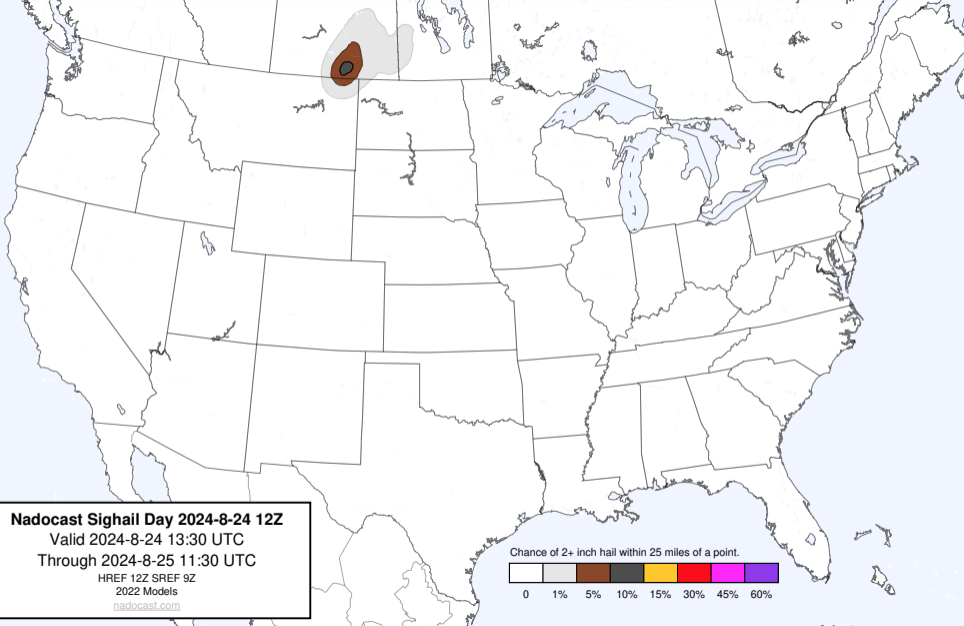 Nadocast Sighail Day 2024-8-24 12Z
Valid 2024-8-24 13:30 UTC
Through 2024-8-25 11:30 UTC
HREF 12Z SREF 9Z
2022 Models
nadocast.com
Chance of 2+ inch hail within 25 miles of a point.
0 1% 5% 10% 15% 30% 45% 60%